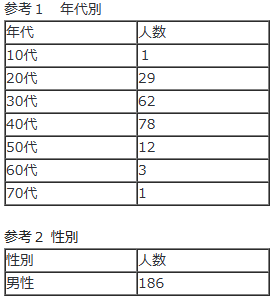 参考１　年代別
年代 人数
10代 1
20代 29
30代 62
40代 78
50代 12
60代 3
70代 1
参考２ 性別
性別 人数
男性 186